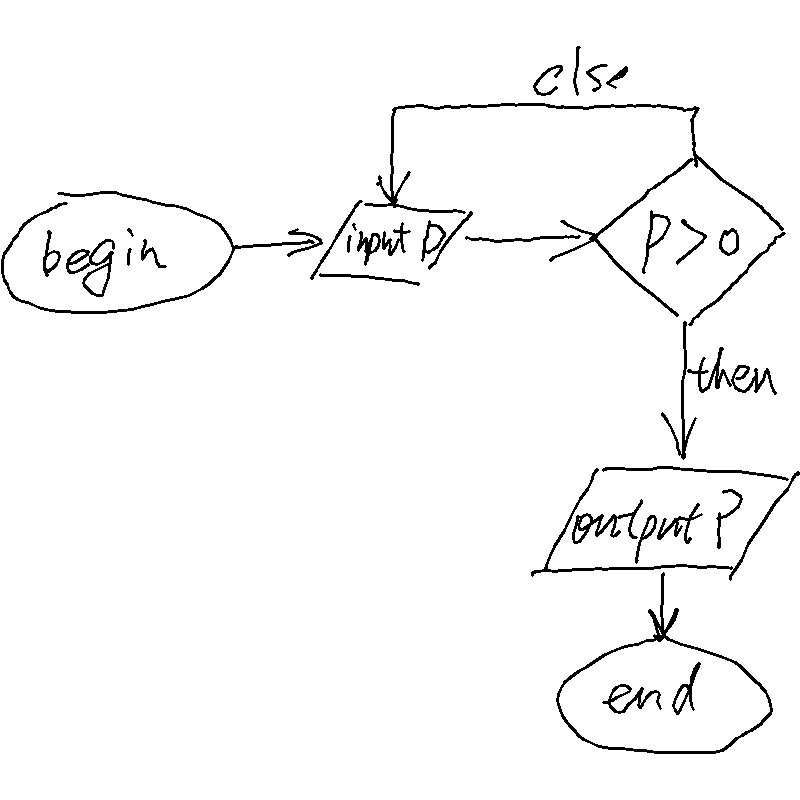 else
begin
input P
P>0
then
output P
end